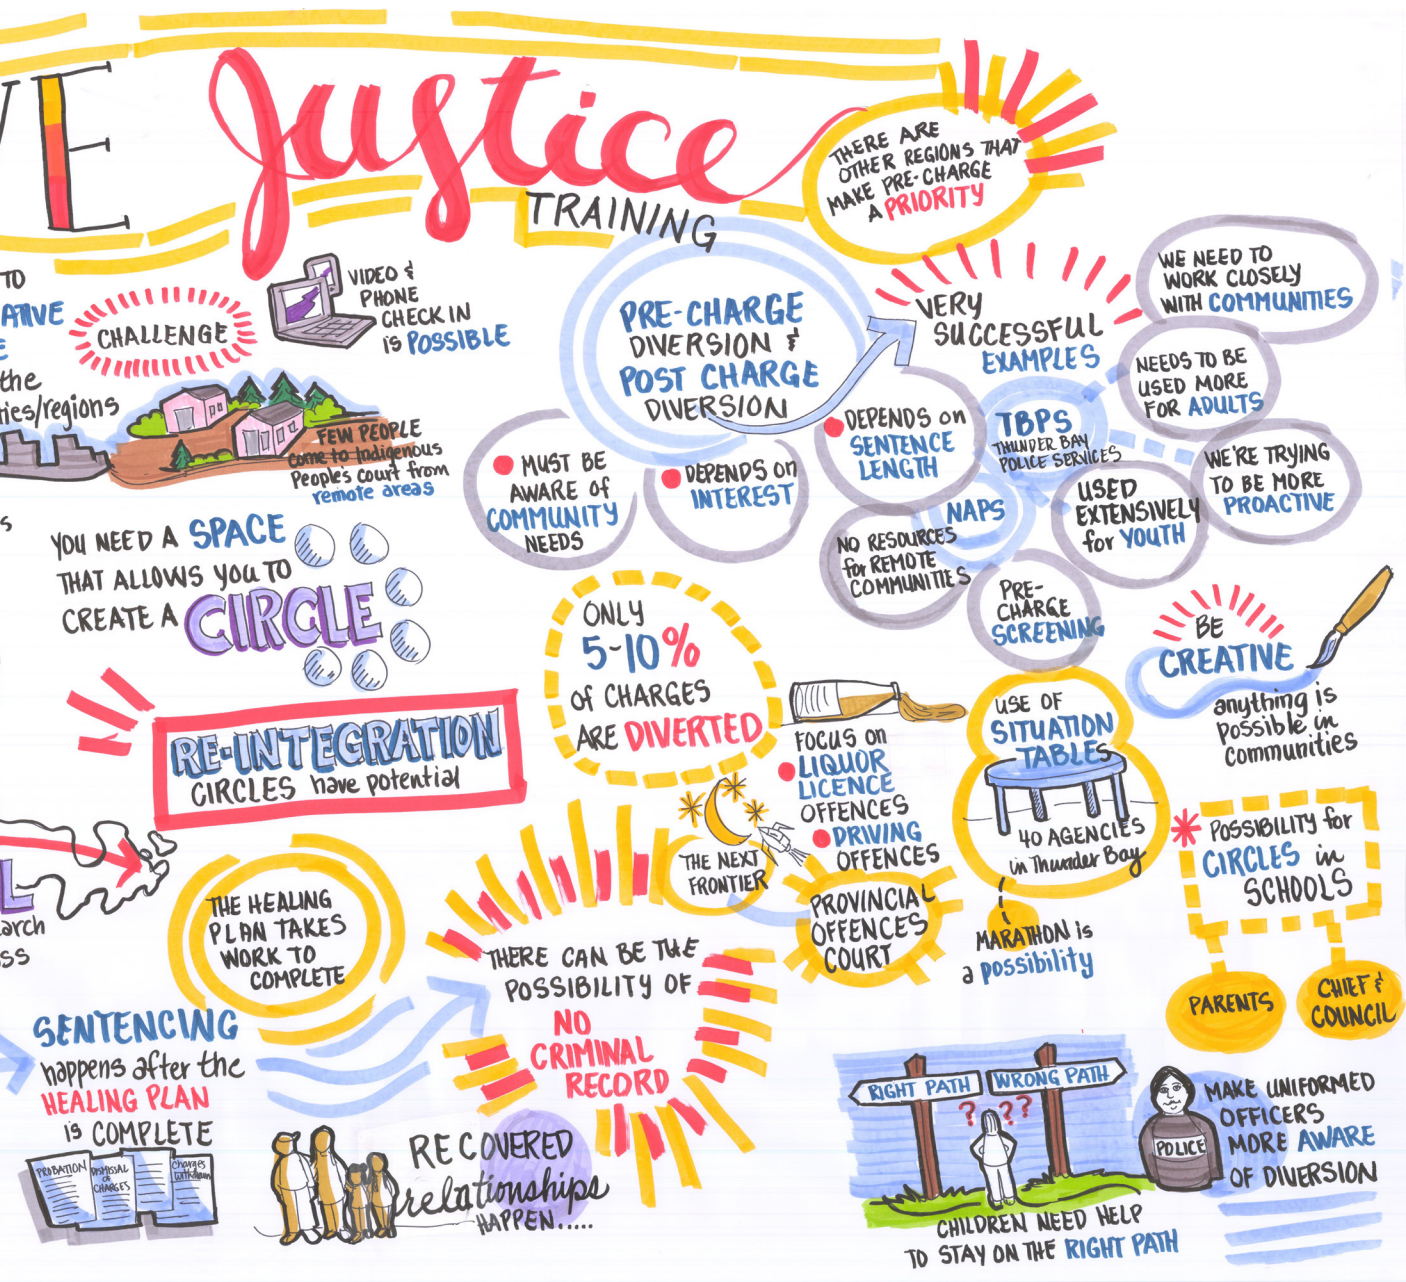 VE Justice
TRAINING
THERE ARE
OTHER REGIONS THAT
MAKE PRE-CHARGE
A PRIORITY
TO
ATIVE
E
the
ties/regions
CHALLENGE
VIDEO &
PHONE
CHECK IN
is POSSIBLE
FEW PEOPLE
come to Indigenous
Peoples court from
remote areas
PRE-CHARGE
DIVERSION &
POST CHARGE
DIVERSION
MUST BE
AWARE of
COMMUNITY
NEEDS
DEPENDS on
INTEREST
VERY
SUCCESSFUL
EXAMPLES
DEPENDS on
SENTENCE
LENGTH
TBPS
THUNDER BAY
POLICE SERVICES
NAPS
WE NEED TO
WORK CLOSELY
WITH COMMUNITIES
NEEDS TO BE
USED MORE
FOR ADULTS
WE'RE TRYING
TO BE MORE
PROACTIVE
USED
EXTENSIVELY
for YOUTH
NO RESOURCES
for REMOTE
COMMUNITIES
PRE-
CHARGE
SCREENING
s
YOU NEED A SPACE
THAT ALLOWS YOU TO
CREATE A CIRCLE
ONLY
5-10%
of CHARGES
ARE DIVERTED
BE
CREATIVE
anything is
possible in
communities
RE-INTEGRATION
CIRCLES have potential
FOCUS on
LIQUOR
LICENCE
OFFENCES
DRIVING
OFFENCES
USE OF
SITUATION
TABLES
40 AGENCIES
in Thunder Bay
MARATHON is
a possibility
THE NEXT
FRONTIER
PROVINCIAL
OFFENCES
COURT
POSSIBILITY for
CIRCLES in
SCHOOLS
PARENTS
CHIEF &
COUNCIL
L
earch
ss
THE HEALING
PLAN TAKES
WORK TO
COMPLETE
THERE CAN BE THE
POSSIBILITY OF
NO
CRIMINAL
RECORD
SENTENCING
happens after the
HEALING PLAN
is COMPLETE
PROBATION
DISMISSAL
of
CHARGES
Charges
withdrawn
RECOVERED
relationships
HAPPEN.....
RIGHT PATH
WRONG PATH
? ? ?
CHILDREN NEED HELP
TO STAY ON THE RIGHT PATH
POLICE
MAKE UNIFORMED
OFFICERS
MORE AWARE
OF DIVERSION